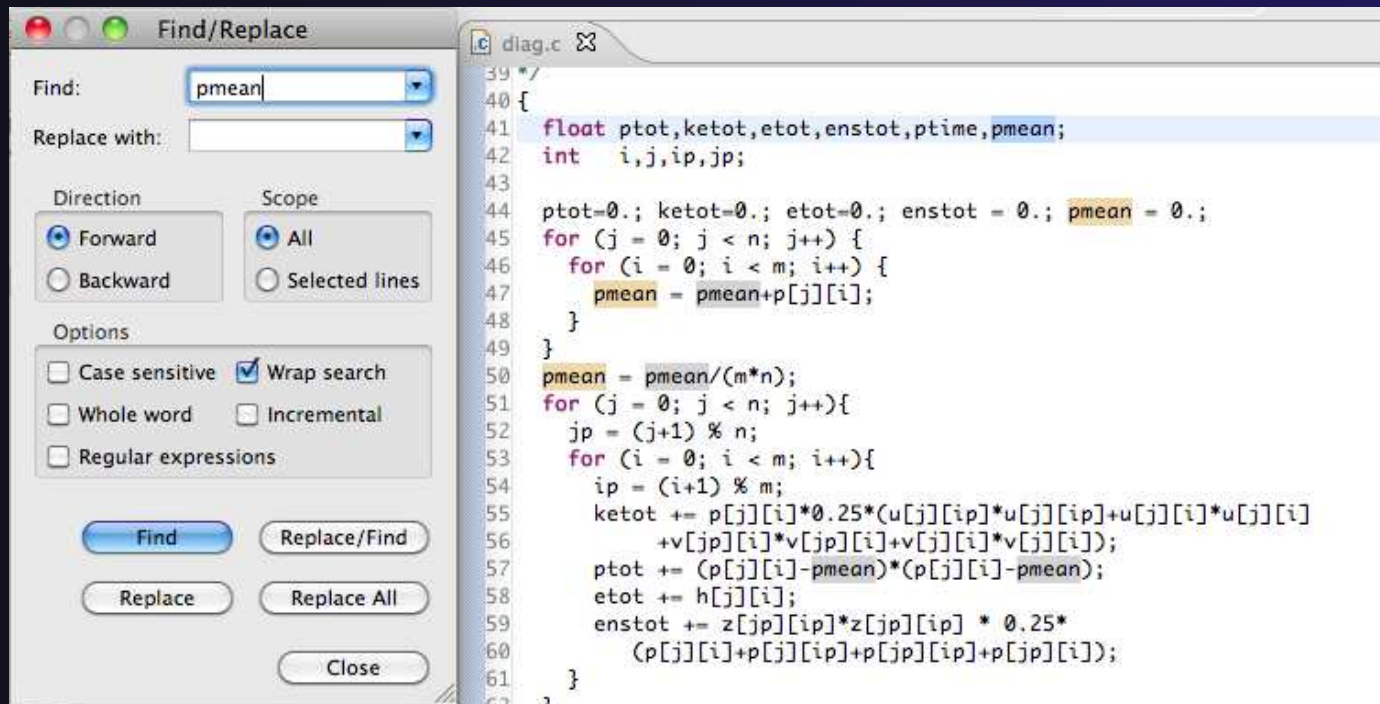 Find/Replace
Find: pmean
Replace with:
Direction
Forward
Backward
Scope
All
Selected lines
Options
Case sensitive Wrap search
Whole word Incremental
Regular expressions
Find Replace/Find
Replace Replace All
Close
diag.c
39 */
40 {
41 float ptot,ketot,etot,enstot,ptime,pmean;
42 int i,j,ip,jp;
43
44 ptot=0.; ketot=0.; etot=0.; enstot = 0.; pmean = 0.;
45 for (j = 0; j < n; j++) {
46 for (i = 0; i < m; i++) {
47 pmean = pmean+p[j][i];
48 }
49 }
50 pmean = pmean/(m*n);
51 for (j = 0; j < n; j++){
52 jp = (j+1) % n;
53 for (i = 0; i < m; i++){
54 ip = (i+1) % m;
55 ketot += p[j][i]*0.25*(u[j][ip]*u[j][ip]+u[j][i]*u[j][i]
56 +v[jp][i]*v[jp][i]+v[j][i]*v[j][i]);
57 ptot += (p[j][i]-pmean)*(p[j][i]-pmean);
58 etot += h[j][i];
59 enstot += z[jp][ip]*z[jp][ip] * 0.25*
60 (p[j][i]+p[j][ip]+p[jp][ip]+p[jp][i]);
61 }